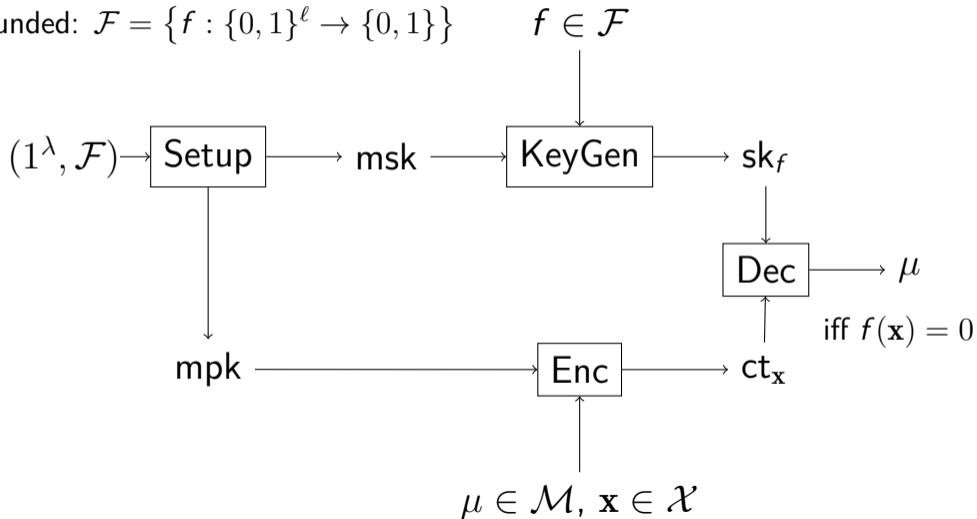 unded: ℱ = {f : {0, 1}^ℓ → {0, 1}}
f ∈ ℱ
(1^λ, ℱ)
Setup
msk
KeyGen
sk_f
Dec
μ
iff f(𝐱) = 0
mpk
Enc
ct_𝐱
μ ∈ ℳ, 𝐱 ∈ 𝒳